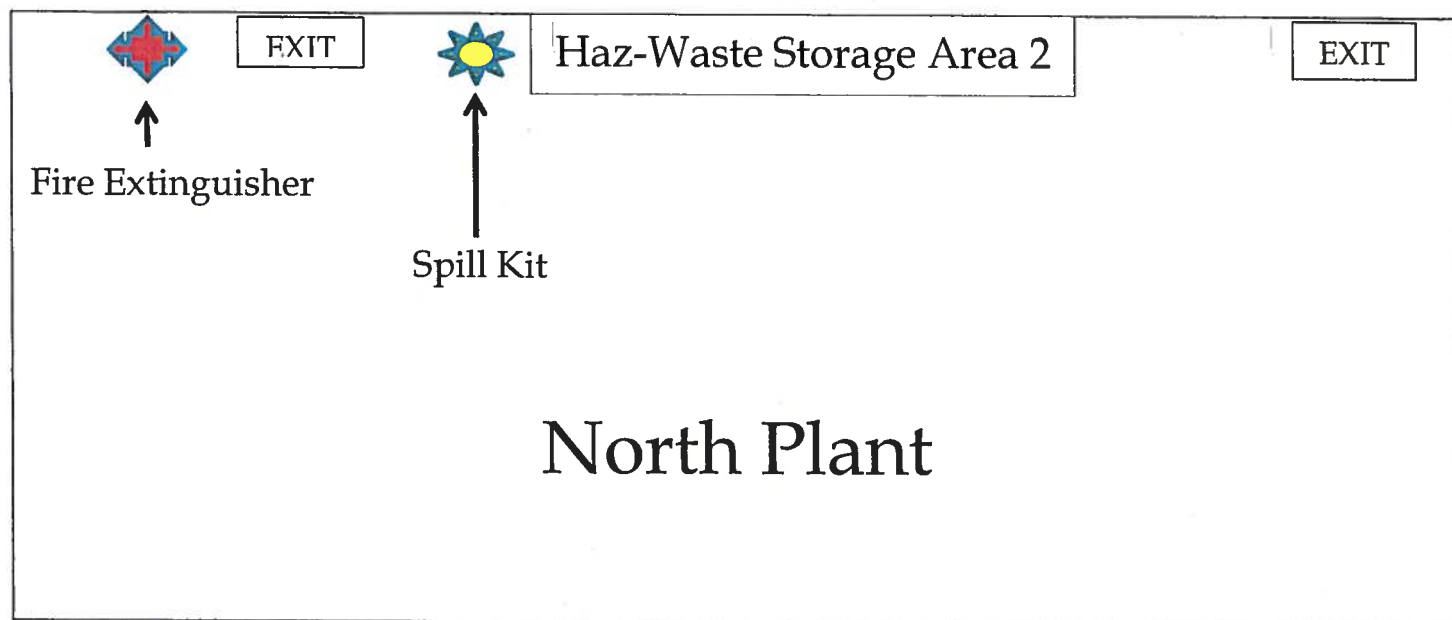 EXIT
Haz-Waste Storage Area 2
EXIT
Fire Extinguisher
Spill Kit
North Plant